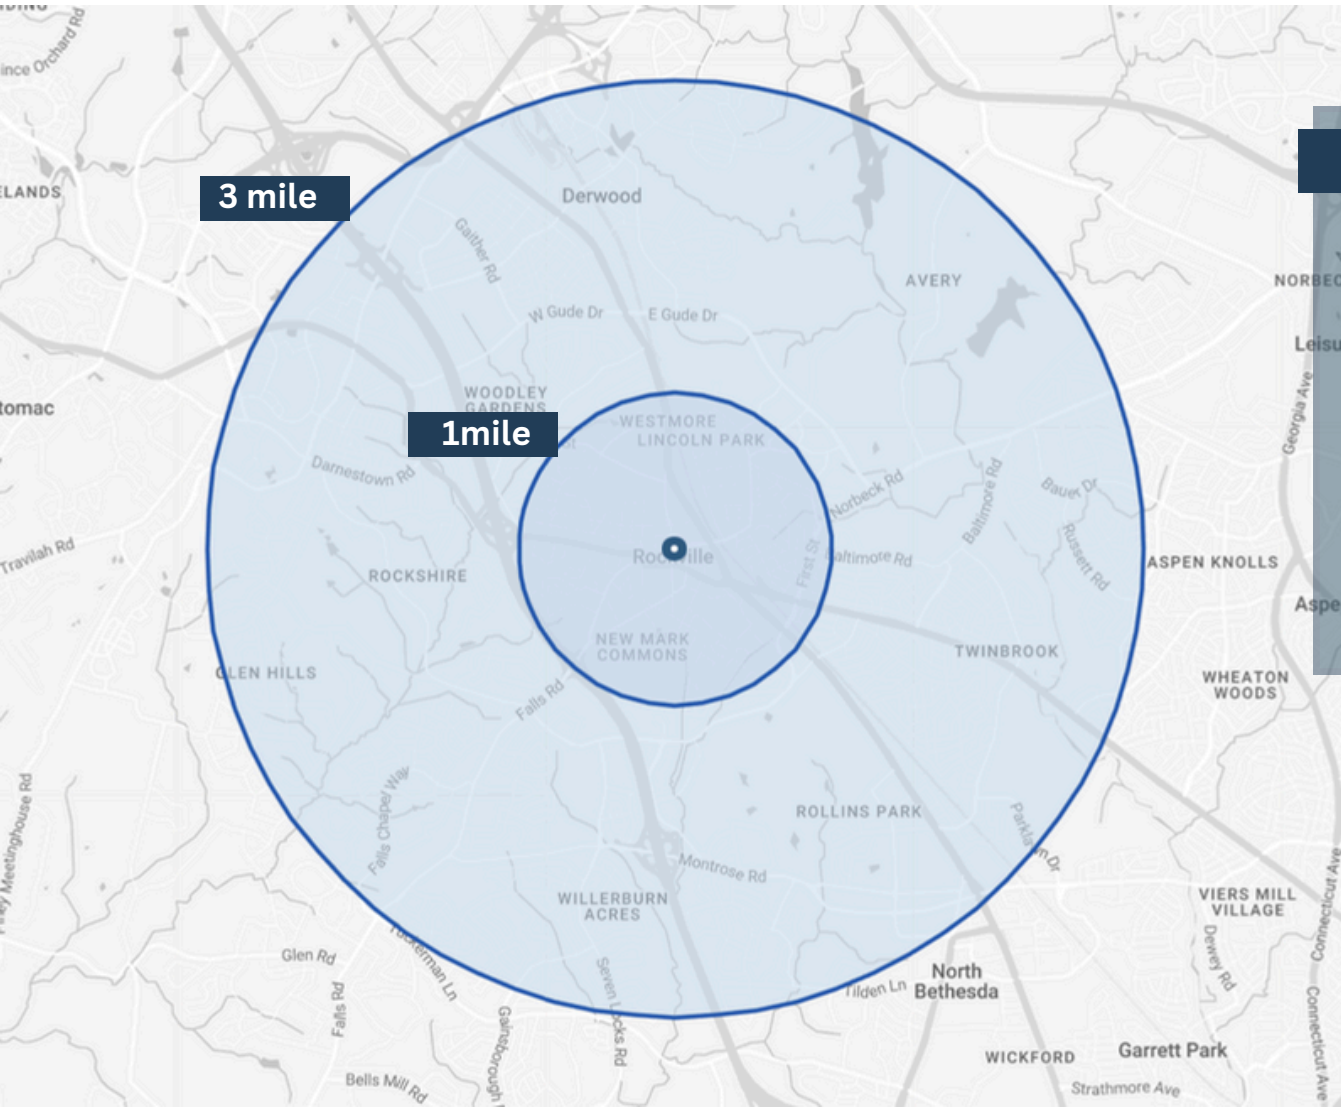 Orchard Rd
ELANDS
3 mile
Derwood
Gaither Rd
AVERY
W Gude Dr
E Gude Dr
NORBEC
Leisu
Georgia Ave
WOODLEY
GARDENS
tomac
1mile
WESTMORE
LINCOLN PARK
Darnestown Rd
Norbeck Rd
Baltimore Rd
Bauer Dr
Russett Rd
Travilah Rd
Rockville
First St
Baltimore Rd
ASPEN KNOLLS
ROCKSHIRE
Aspe
NEW MARK
COMMONS
TWINBROOK
GLEN HILLS
WHEATON
WOODS
Falls Rd
Falls Chapel Way
ROLLINS PARK
Parklawn Dr
Meetinghouse Rd
Montrose Rd
WILLERBURN
ACRES
VIERS MILL
VILLAGE
Connecticut Ave
Glen Rd
Tuckerman Ln
Seven Locks Rd
Tilden Ln
North
Bethesda
Dewey Rd
Falls Rd
Gainsborough
Connecticut Ave
WICKFORD
Garrett Park
Bells Mill Rd
Strathmore Ave